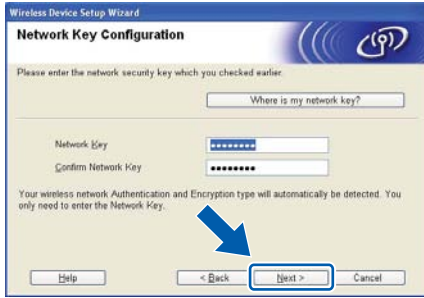 Wireless Device Setup Wizard
Network Key Configuration
Please enter the network security key which you checked earlier.
Where is my network key?
Network Key
Confirm Network Key
Your wireless network Authentication and Encryption type will automatically be detected. You
only need to enter the Network Key.
Help
< Back
Next >
Cancel